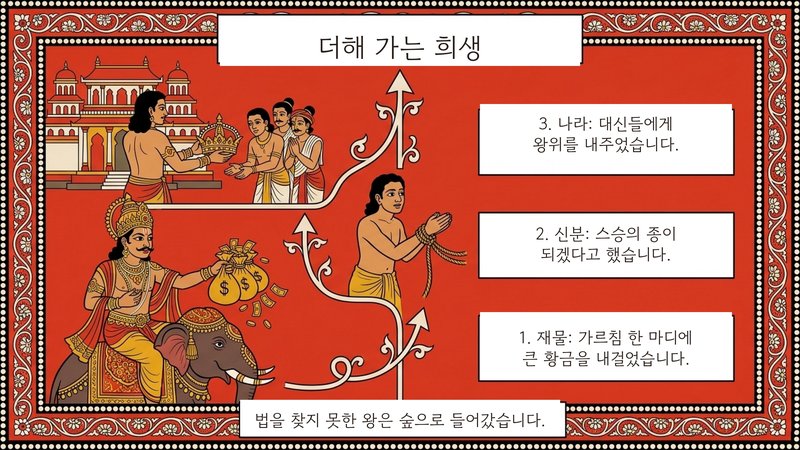 더해 가는 희생
3. 나라: 대신들에게
왕위를 내주었습니다.
2. 신분: 스승의 종이
되겠다고 했습니다.
1. 재물: 가르침 한 마디에
큰 황금을 내걸었습니다.
$ $ $
법을 찾지 못한 왕은 숲으로 들어갔습니다.